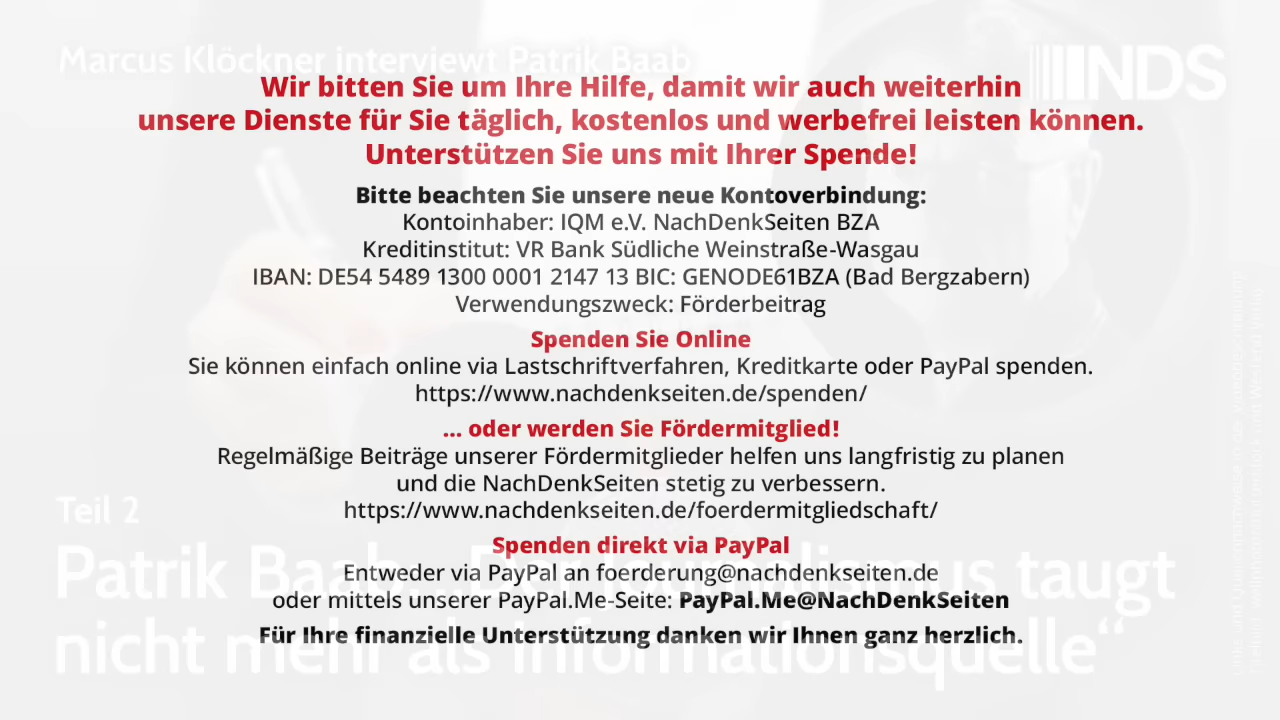 Marcus Klöckner interviewt Patrik Baab
NDS
Wir bitten Sie um Ihre Hilfe, damit wir auch weiterhin
unsere Dienste für Sie täglich, kostenlos und werbefrei leisten können.
Unterstützen Sie uns mit Ihrer Spende!
Bitte beachten Sie unsere neue Kontoverbindung:
Kontoinhaber: IQM e.V. NachDenkSeiten BZA
Kreditinstitut: VR Bank Südliche Weinstraße-Wasgau
IBAN: DE54 5489 1300 0001 2147 13 BIC: GENODE61BZA (Bad Bergzabern)
Verwendungszweck: Förderbeitrag
Spenden Sie Online
Sie können einfach online via Lastschriftverfahren, Kreditkarte oder PayPal spenden.
https://www.nachdenkseiten.de/spenden/
... oder werden Sie Fördermitglied!
Regelmäßige Beiträge unserer Fördermitglieder helfen uns langfristig zu planen
und die NachDenkSeiten stetig zu verbessern.
https://www.nachdenkseiten.de/foerdermitgliedschaft/
Spenden direkt via PayPal
Entweder via PayPal an foerderung@nachdenkseiten.de
oder mittels unserer PayPal.Me-Seite: PayPal.Me@NachDenkSeiten
Für Ihre finanzielle Unterstützung danken wir Ihnen ganz herzlich.
Teil 2
Patrik Baab: „Der Journalismus taugt
nicht mehr als Informationsquelle“